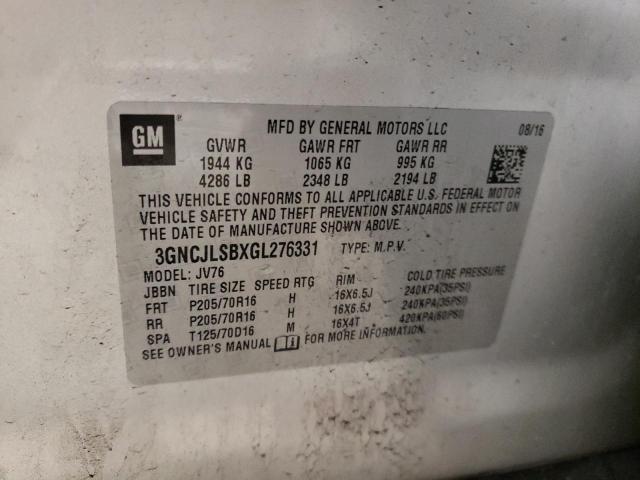 GM ®
MFD BY GENERAL MOTORS LLC 08/16
GVWR GAWR FRT GAWR RR
1944 KG 1065 KG 995 KG
4286 LB 2348 LB 2194 LB
THIS VEHICLE CONFORMS TO ALL APPLICABLE U.S. FEDERAL MOTOR
VEHICLE SAFETY AND THEFT PREVENTION STANDARDS IN EFFECT ON
THE DATE OF MANUFACTURE SHOWN ABOVE.
3GNCJLSBXGL276331 TYPE: M.P.V.
MODEL: JV76
JBBN TIRE SIZE SPEED RTG RIM COLD TIRE PRESSURE
FRT P205/70R16 H 16X6.5J 240KPA(35PSI)
RR P205/70R16 H 16X6.5J 240KPA(35PSI)
SPA T125/70D16 M 16X4T 420KPA(60PSI)
SEE OWNER'S MANUAL FOR MORE INFORMATION.